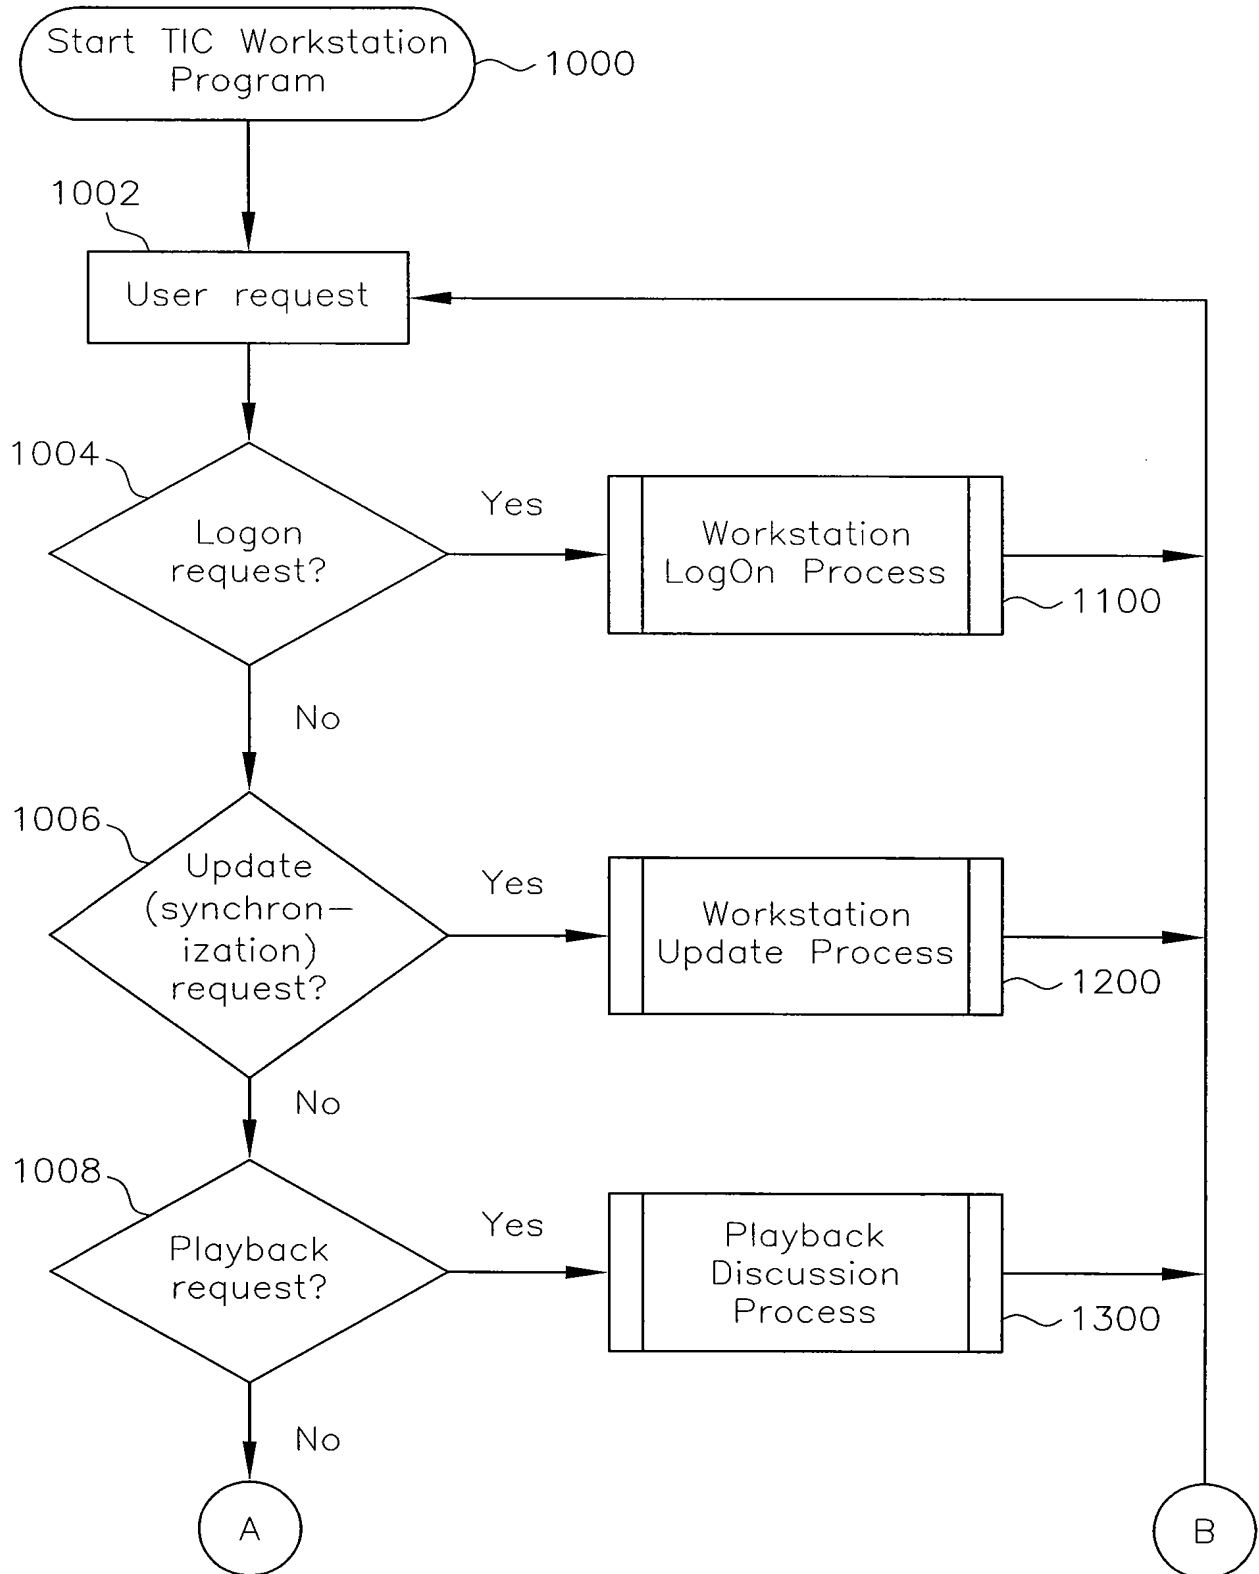 Start TIC Workstation
Program
1000
1002
User request
1004
Logon
request?
Yes
Workstation
LogOn Process
1100
No
1006
Update
(synchron-
ization)
request?
Yes
Workstation
Update Process
1200
No
1008
Playback
request?
Yes
Playback
Discussion
Process
1300
No
A
B